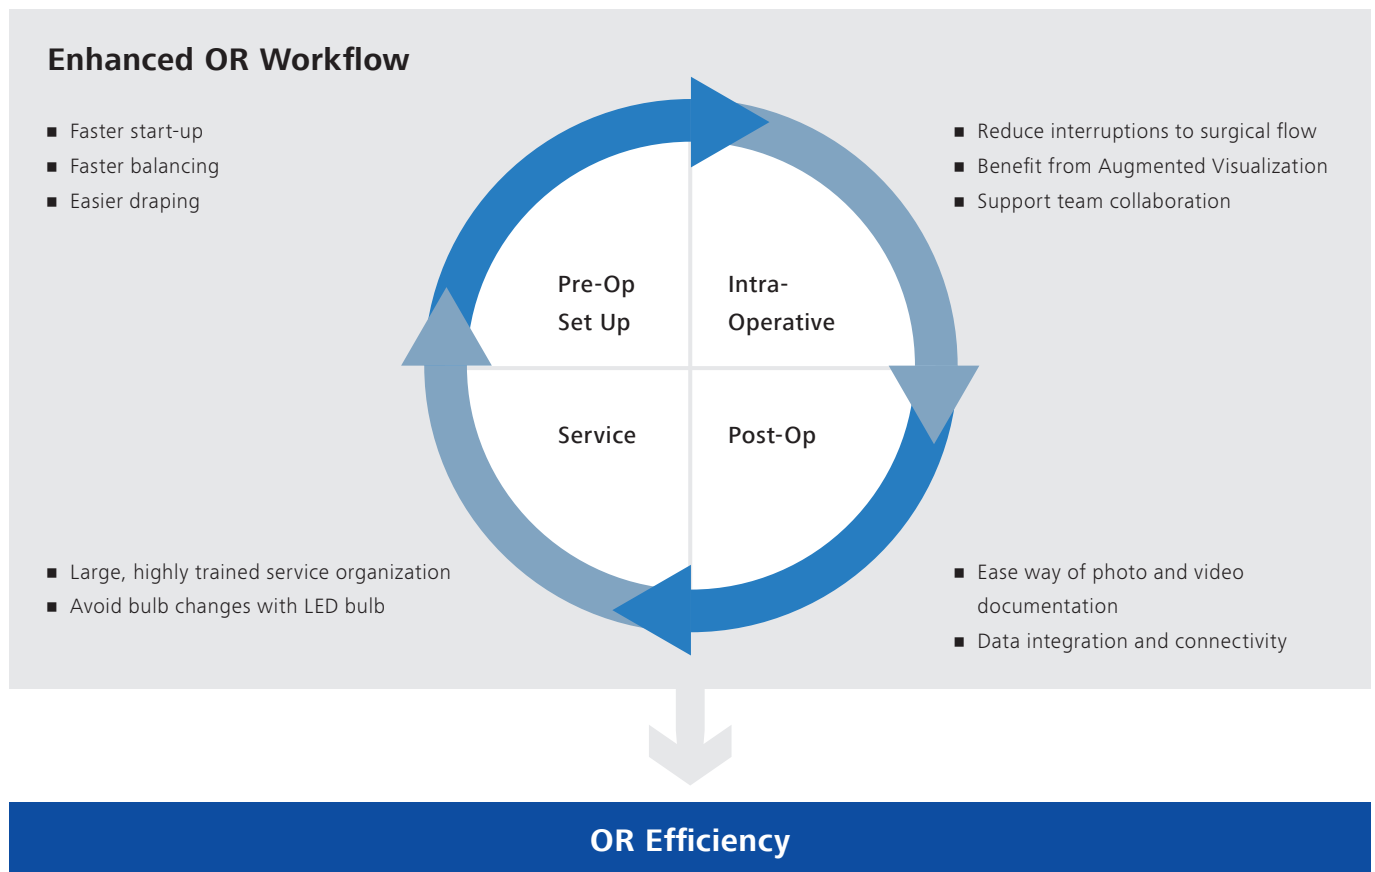 Enhanced OR Workflow
■ Faster start-up
■ Faster balancing
■ Easier draping
■ Reduce interruptions to surgical flow
■ Benefit from Augmented Visualization
■ Support team collaboration
Pre-Op
Set Up
Intra-
Operative
Service
Post-Op
■ Large, highly trained service organization
■ Avoid bulb changes with LED bulb
■ Ease way of photo and video
documentation
■ Data integration and connectivity
OR Efficiency